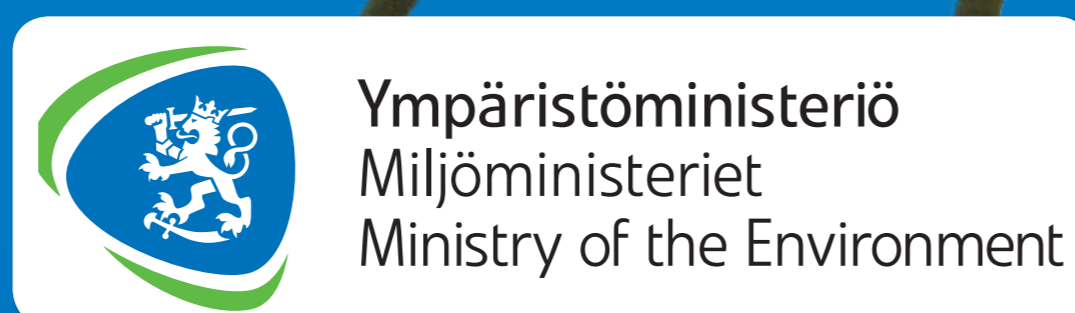 Ympäristöministeriö
Miljöministeriet
Ministry of the Environment